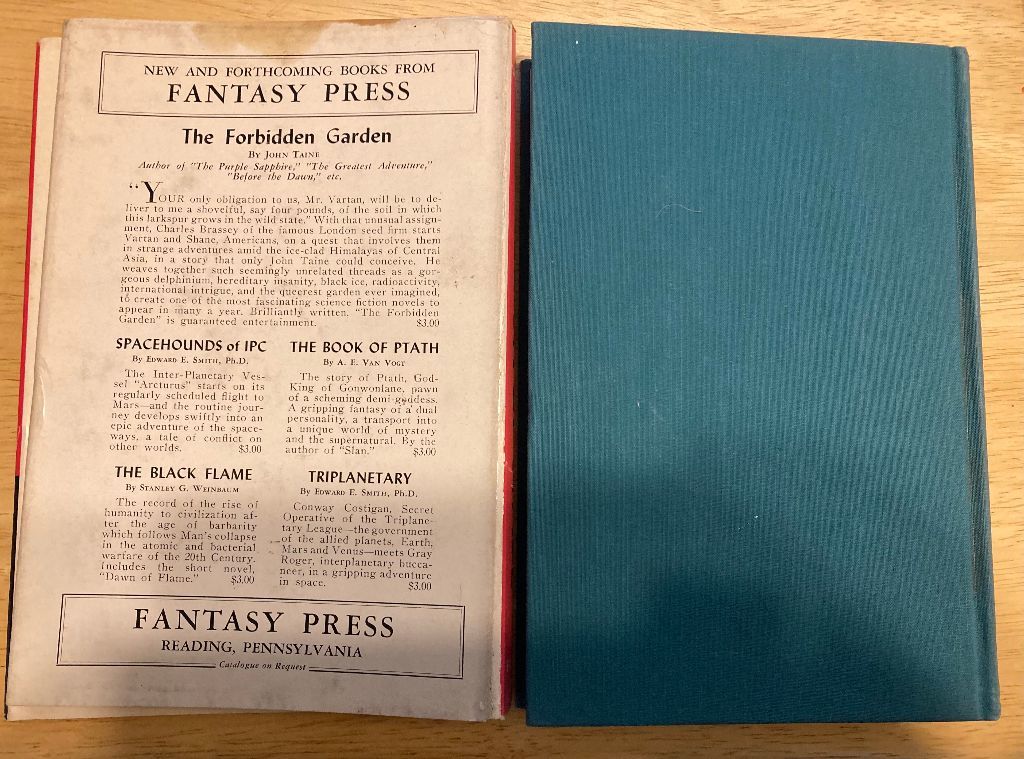 NEW AND FORTHCOMING BOOKS FROM
FANTASY PRESS
The Forbidden Garden
By John Taine
Author of "The Purple Sapphire," "The Greatest Adventure,"
"Before the Dawn," etc.
"YOUR only obligation to us, Mr. Vartan, will be to de-
liver to me a shovelful, say four pounds, of the soil in which
this larkspur grows in the wild state." With that unusual assign-
ment, Charles Brassey of the famous London seed firm starts
Vartan and Shane, Americans, on a quest that involves them
in strange adventures amid the ice-clad Himalayas of Central
Asia, in a story that only John Taine could conceive. He
weaves together such seemingly unrelated threads as a gor-
geous delphinium, hereditary insanity, black ice, radioactivity,
international intrigue, and the queerest garden ever imagined,
to create one of the most fascinating science fiction novels to
appear in many a year. Brilliantly written. "The Forbidden
Garden" is guaranteed entertainment. $3.00
SPACEHOUNDS of IPC
By Edward E. Smith, Ph.D.
The Inter-Planetary Ves-
sel "Arcturus" starts on its
regularly scheduled flight to
Mars—and the routine jour-
ney develops swiftly into an
epic adventure of the space-
ways, a tale of conflict on
other worlds. $3.00
THE BOOK OF PTATH
By A. E. Van Vogt
The story of Ptath, God-
King of Gonwonlane, pawn
of a scheming demi-goddess.
A gripping fantasy of a dual
personality, a transport into
a unique world of mystery
and the supernatural. By the
author of "Slan." $3.00
THE BLACK FLAME
By Stanley G. Weinbaum
The record of the rise of
humanity to civilization af-
ter the age of barbarity
which follows Man's collapse
in the atomic and bacterial
warfare of the 20th Century.
Includes the short novel,
"Dawn of Flame." $3.00
TRIPLANETARY
By Edward E. Smith, Ph.D.
Conway Costigan, Secret
Operative of the Triplane-
tary League—the government
of the allied planets, Earth,
Mars and Venus—meets Gray
Roger, interplanetary bucca-
neer, in a gripping adventure
in space. $3.00
FANTASY PRESS
READING, PENNSYLVANIA
Catalogue on Request